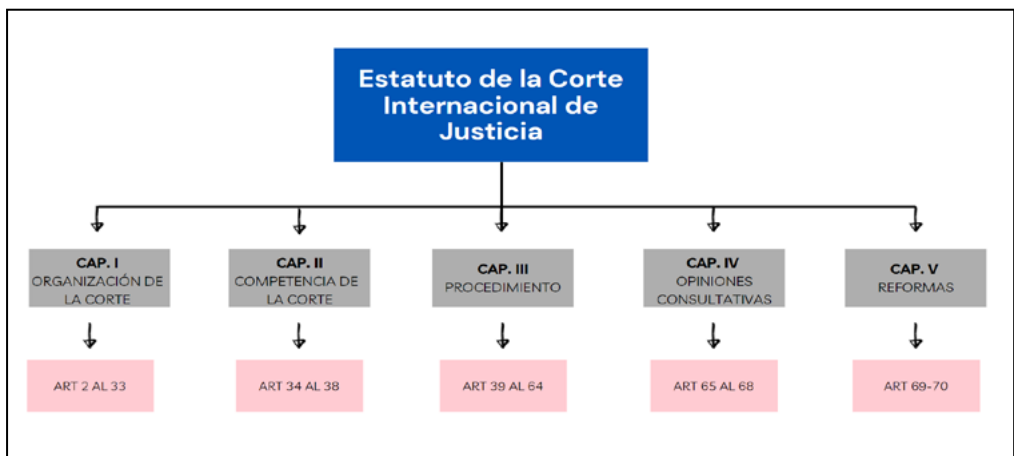 Estatuto de la Corte
Internacional de
Justicia
CAP. I
ORGANIZACIÓN DE
LA CORTE
CAP. II
COMPETENCIA DE
LA CORTE
CAP. III
PROCEDIMIENTO
CAP. IV
OPINIONES
CONSULTATIVAS
CAP. V
REFORMAS
ART 2 AL 33
ART 34 AL 38
ART 39 AL 64
ART 65 AL 68
ART 69-70